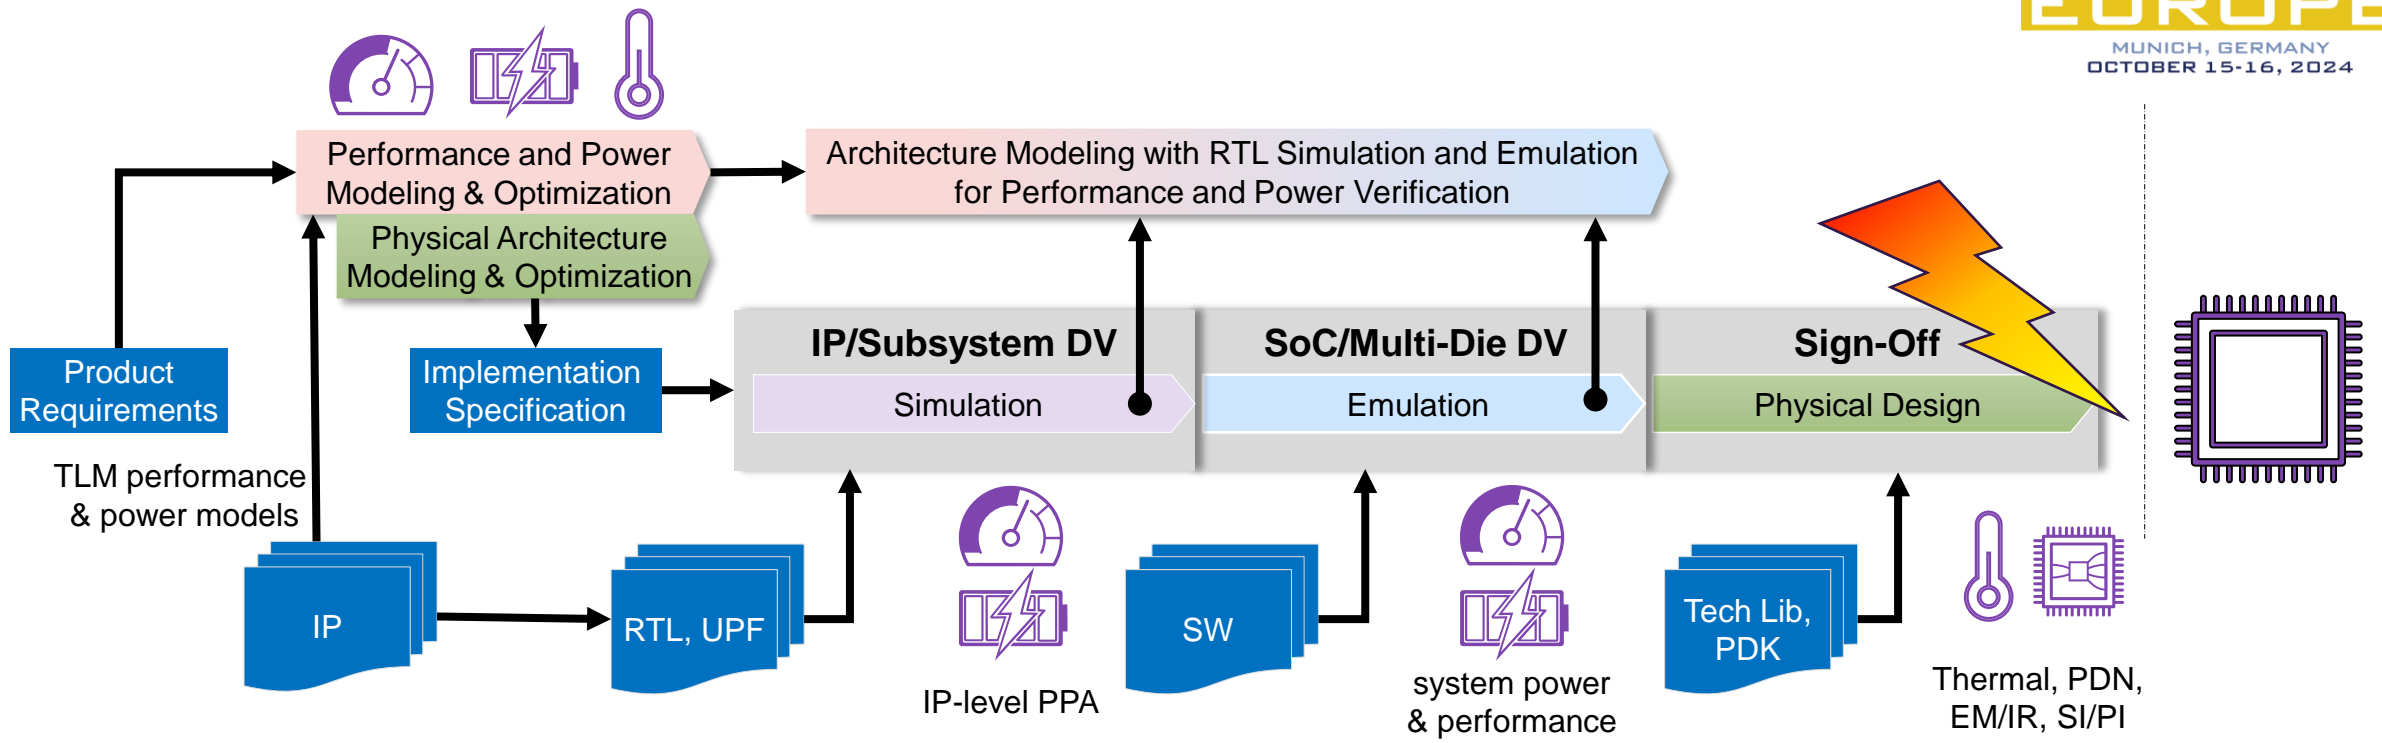 EUROPE
MUNICH, GERMANY
OCTOBER 15-16, 2024
Performance and Power
Modeling & Optimization
Architecture Modeling with RTL Simulation and Emulation
for Performance and Power Verification
Physical Architecture
Modeling & Optimization
Product
Requirements
Implementation
Specification
IP/Subsystem DV
Simulation
SoC/Multi-Die DV
Emulation
Sign-Off
Physical Design
TLM performance
& power models
IP
RTL, UPF
IP-level PPA
SW
system power
& performance
Tech Lib,
PDK
Thermal, PDN,
EM/IR, SI/PI